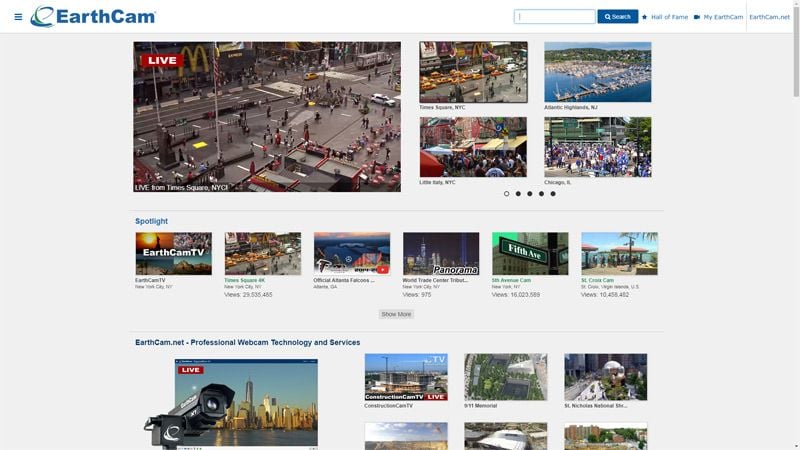 EarthCam
Search
Hall of Fame
My EarthCam
EarthCam.net
LIVE
LIVE from Times Square, NYC!
Times Square, NYC
Atlantic Highlands, NJ
Little Italy, NYC
Chicago, IL
Spotlight
EarthCamTV
Panorama
Fifth Ave
EarthCamTV
Times Square 4K
Official Atlanta Falcons ...
World Trade Center Tribut...
5th Avenue Cam
St. Croix Cam
New York City, NY
New York City, NY
Atlanta, GA
New York City, NY
New York, NY
St. Croix, Virgin Islands, U.S.
Views: 29,535,485
Views: 975
Views: 16,023,589
Views: 10,458,482
Show More
EarthCam.net - Professional Webcam Technology and Services
LIVE
TV
ConstructionCamTV LIVE
ConstructionCamTV
9/11 Memorial
St. Nicholas National Shr...